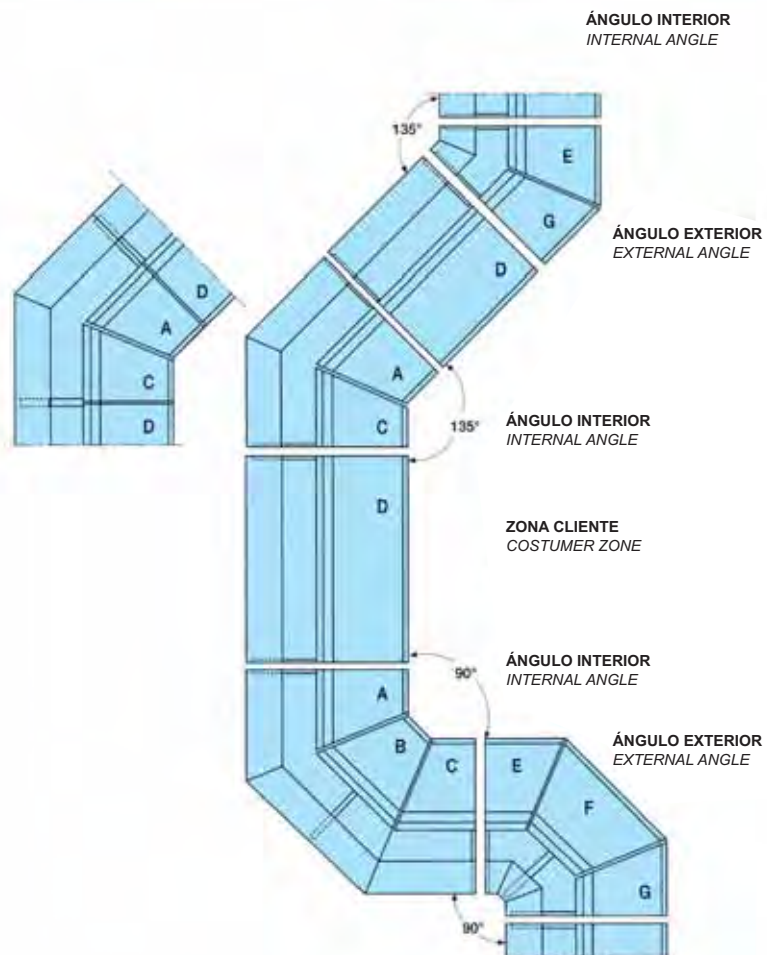 ÁNGULO INTERIOR
INTERNAL ANGLE
135°
E
G
ÁNGULO EXTERIOR
EXTERNAL ANGLE
D
D
A
A
C
C
135°
ÁNGULO INTERIOR
INTERNAL ANGLE
D
D
ZONA CLIENTE
COSTUMER ZONE
ÁNGULO INTERIOR
INTERNAL ANGLE
90°
A
ÁNGULO EXTERIOR
EXTERNAL ANGLE
B
C
E
F
G
90°